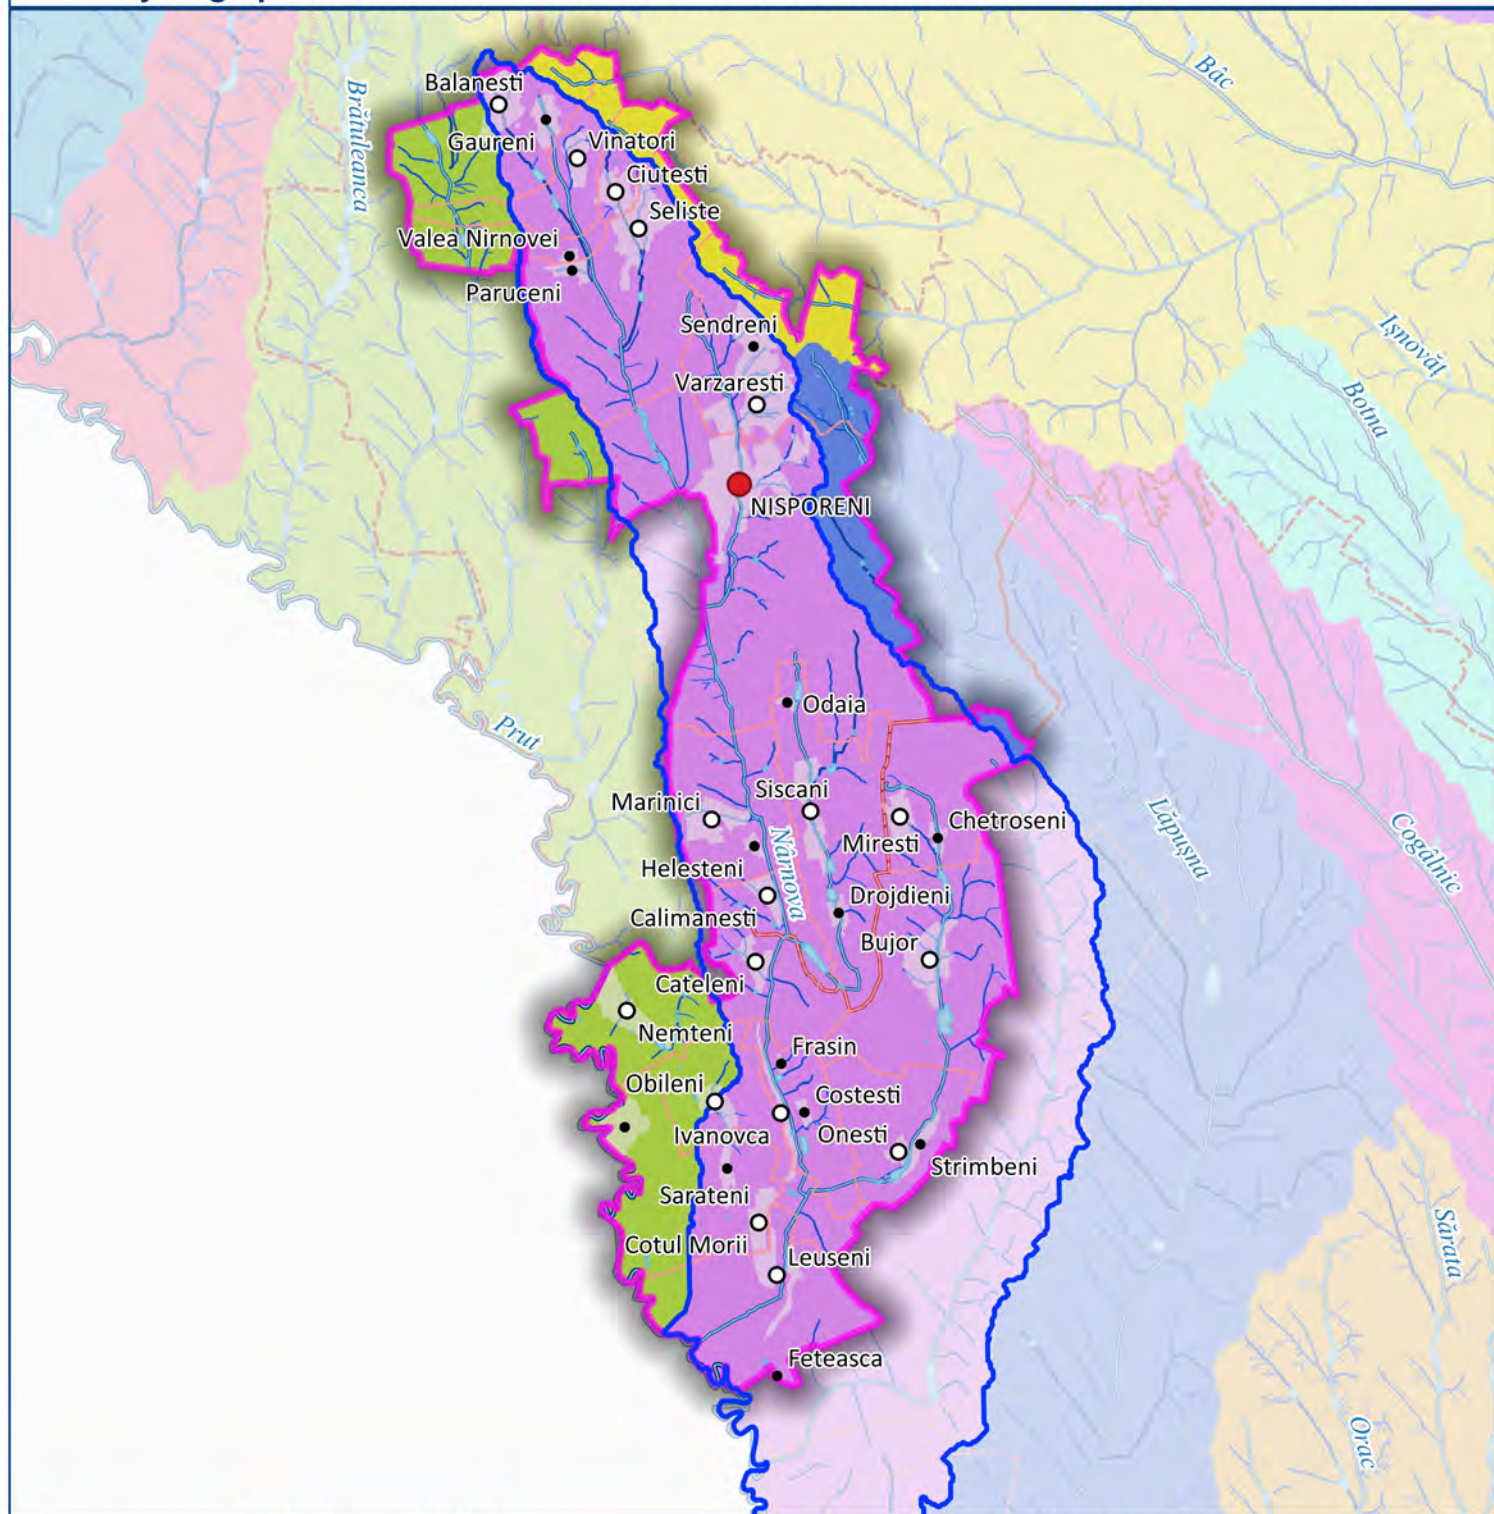 Bâc
Balanesti
Brătuleanca
Gaureni
Vinatori
Ciutesti
Seliste
Valea Nirnovei
Paruceni
Sendreni
Işnovăţ
Varzaresti
Botna
NISPORENI
Odaia
Prut
Siscani
Marinici
Miresti
Chetroseni
Lăpuşna
Cogâlnic
Nârnova
Helesteni
Drojdieni
Calimanesti
Bujor
Cateleni
Nemteni
Frasin
Obileni
Costesti
Ivanovca
Onesti
Strimbeni
Sarateni
Cotul Morii
Leuseni
Sărata
Feteasca
Orac